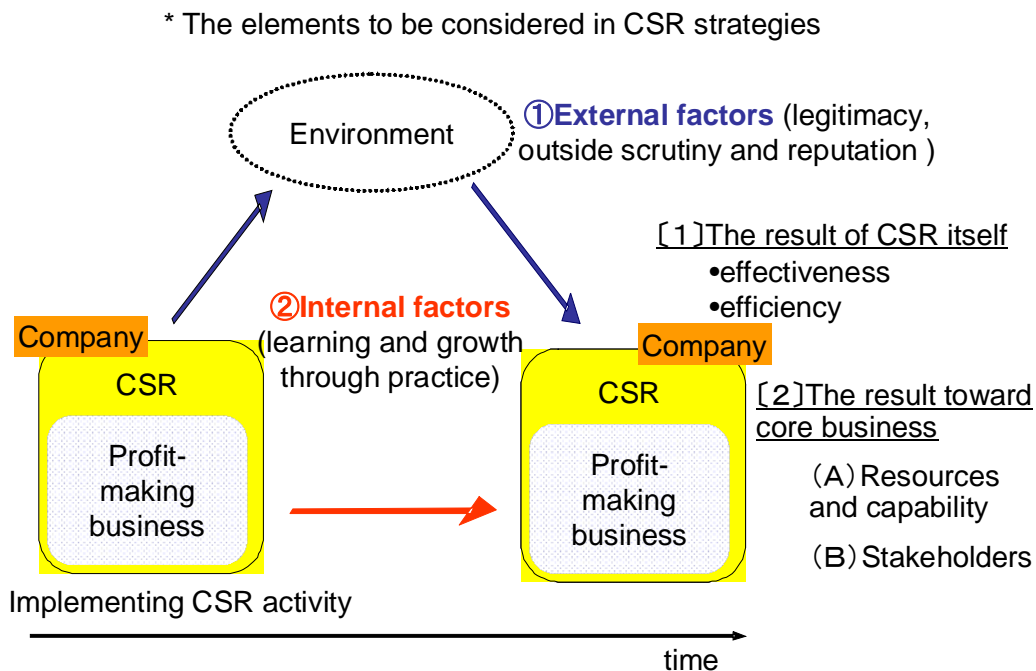 * The elements to be considered in CSR strategies
Environment
①External factors (legitimacy,
outside scrutiny and reputation )
〔１〕The result of CSR itself
•effectiveness
•efficiency
②Internal factors
(learning and growth
through practice)
Company
CSR
Profit-
making
business
Company
CSR
Profit-
making
business
〔２〕The result toward
core business
（A）Resources
and capability
（B）Stakeholders
Implementing CSR activity
time